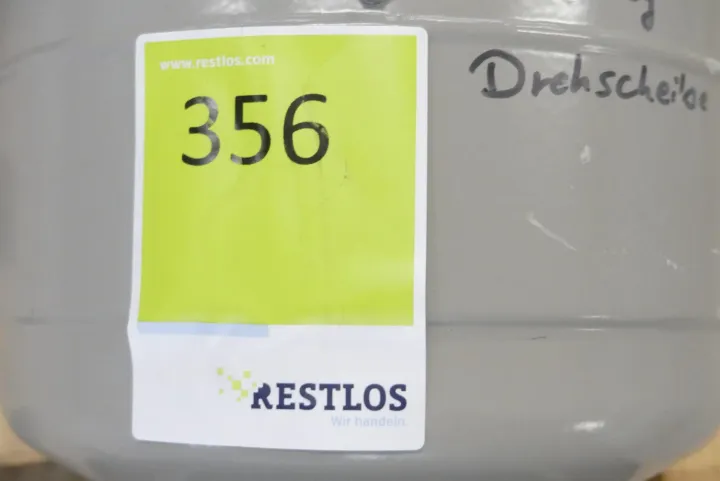 www.restlos.com
356
Drehscheibe
RESTLOS
Wir handeln.